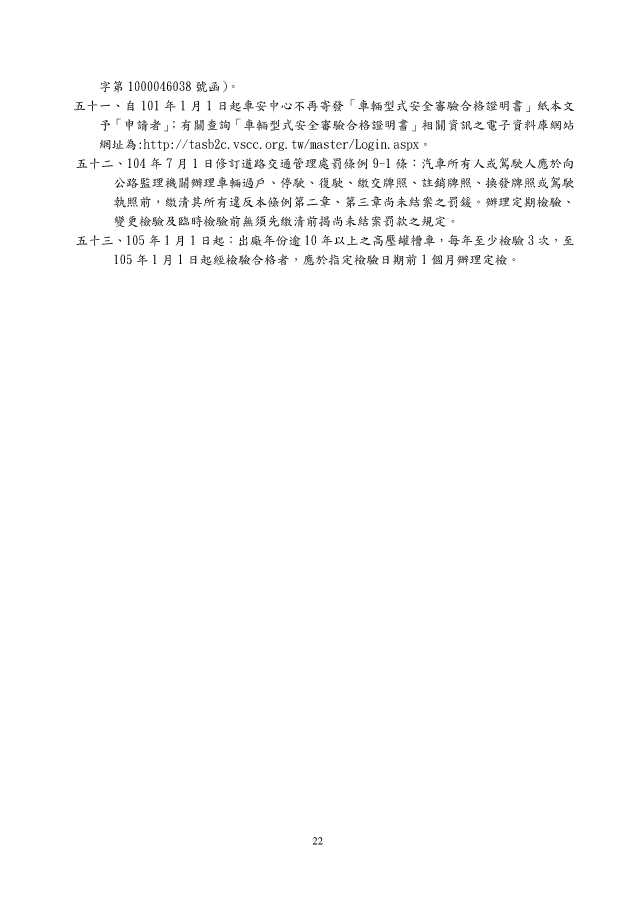 字第 1000046038 號函)。
五十一、自 101 年 1 月 1 日起車安中心不再寄發「車輛型式安全審驗合格證明書」紙本文
予「申請者」；有關查詢「車輛型式安全審驗合格證明書」相關資訊之電子資料庫網站
網址為:http://tasb2c.vscc.org.tw/master/Login.aspx。
五十二、104 年 7 月 1 日修訂道路交通管理處罰條例 9-1 條：汽車所有人或駕駛人應於向
公路監理機關辦理車輛過戶、停駛、復駛、繳交牌照、註銷牌照、換發牌照或駕駛
執照前，繳清其所有違反本條例第二章、第三章尚未結案之罰鍰。辦理定期檢驗、
變更檢驗及臨時檢驗前無須先繳清前揭尚未結案罰款之規定。
五十三、105 年 1 月 1 日起：出廠年份逾 10 年以上之高壓罐槽車，每年至少檢驗 3 次，至
105 年 1 月 1 日起經檢驗合格者，應於指定檢驗日期前 1 個月辦理定檢。
22